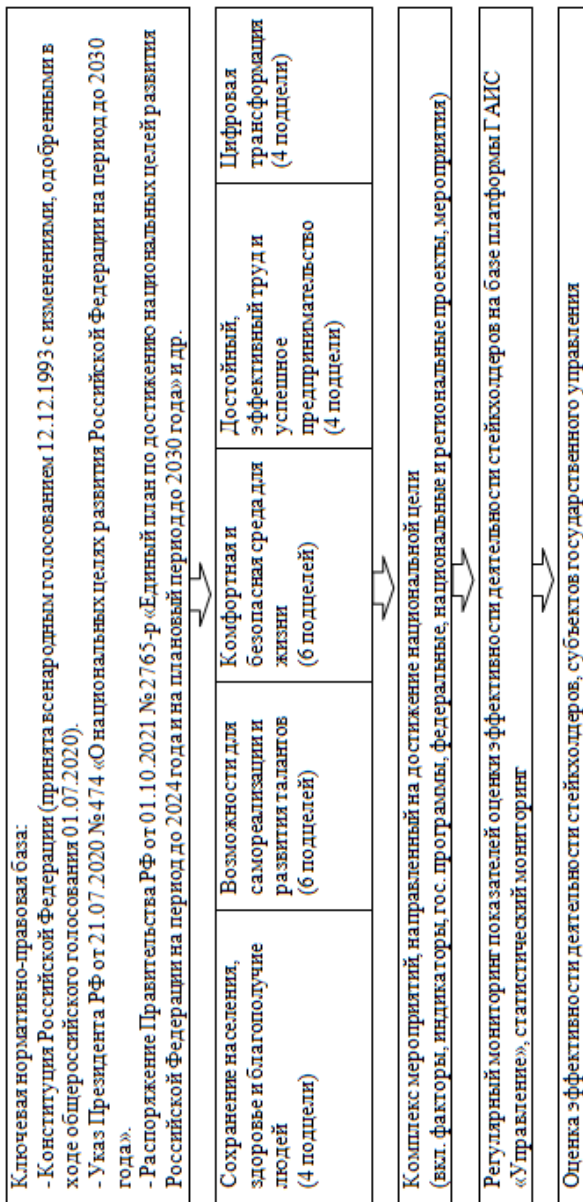 Ключевая нормативно-правовая база:
- Конституция Российской Федерации (принята всенародным голосованием 12.12.1993 с изменениями, одобренными в
ходе общероссийского голосования 01.07.2020).
- Указ Президента РФ от 21.07.2020 №474 «О национальных целях развития Российской Федерации на период до 2030
года».
- Распоряжение Правительства РФ от 01.10.2021 №2765-р «Единый план по достижению национальных целей развития
Российской Федерации на период до 2024 года и на плановый период до 2030 года» и др.
Сохранение населения,
здоровье и благополучие
людей
(4 подцели)
Возможности для
самореализации и
развития талантов
(6 подцелей)
Комфортная и
безопасная среда для
жизни
(6 подцелей)
Достойный,
эффективный труд и
успешное
предпринимательство
(4 подцели)
Цифровая
трансформация
(4 подцели)
Комплекс мероприятий, направленный на достижение национальной цели
(вкл. факторы, индикаторы, гос. программы, федеральные, национальные и региональные проекты, мероприятия)
Регулярный мониторинг показателей оценки эффективности деятельности стейкхолдеров на базе платформы ГАИС
«Управление», статистический мониторинг
Оценка эффективности деятельности стейкхолдеров, субъектов государственного управления